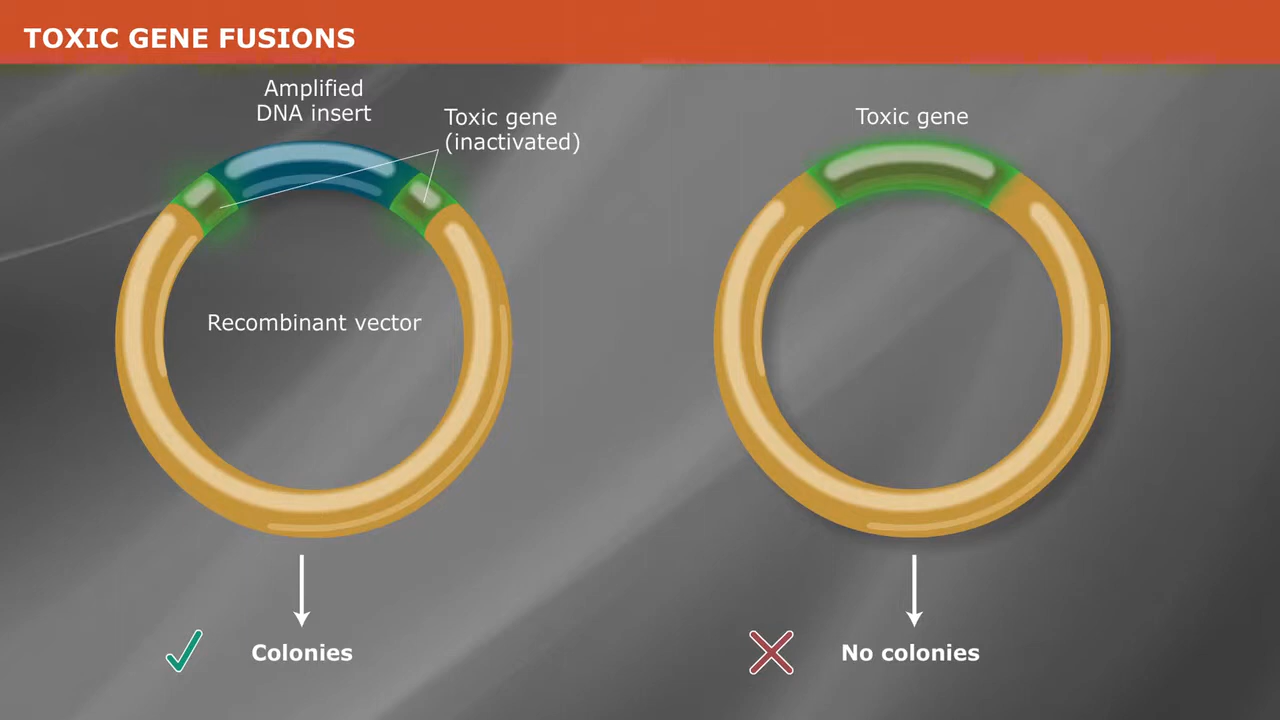 TOXIC GENE FUSIONS
Amplified
DNA insert
Toxic gene
(inactivated)
Recombinant vector
Colonies
Toxic gene
No colonies